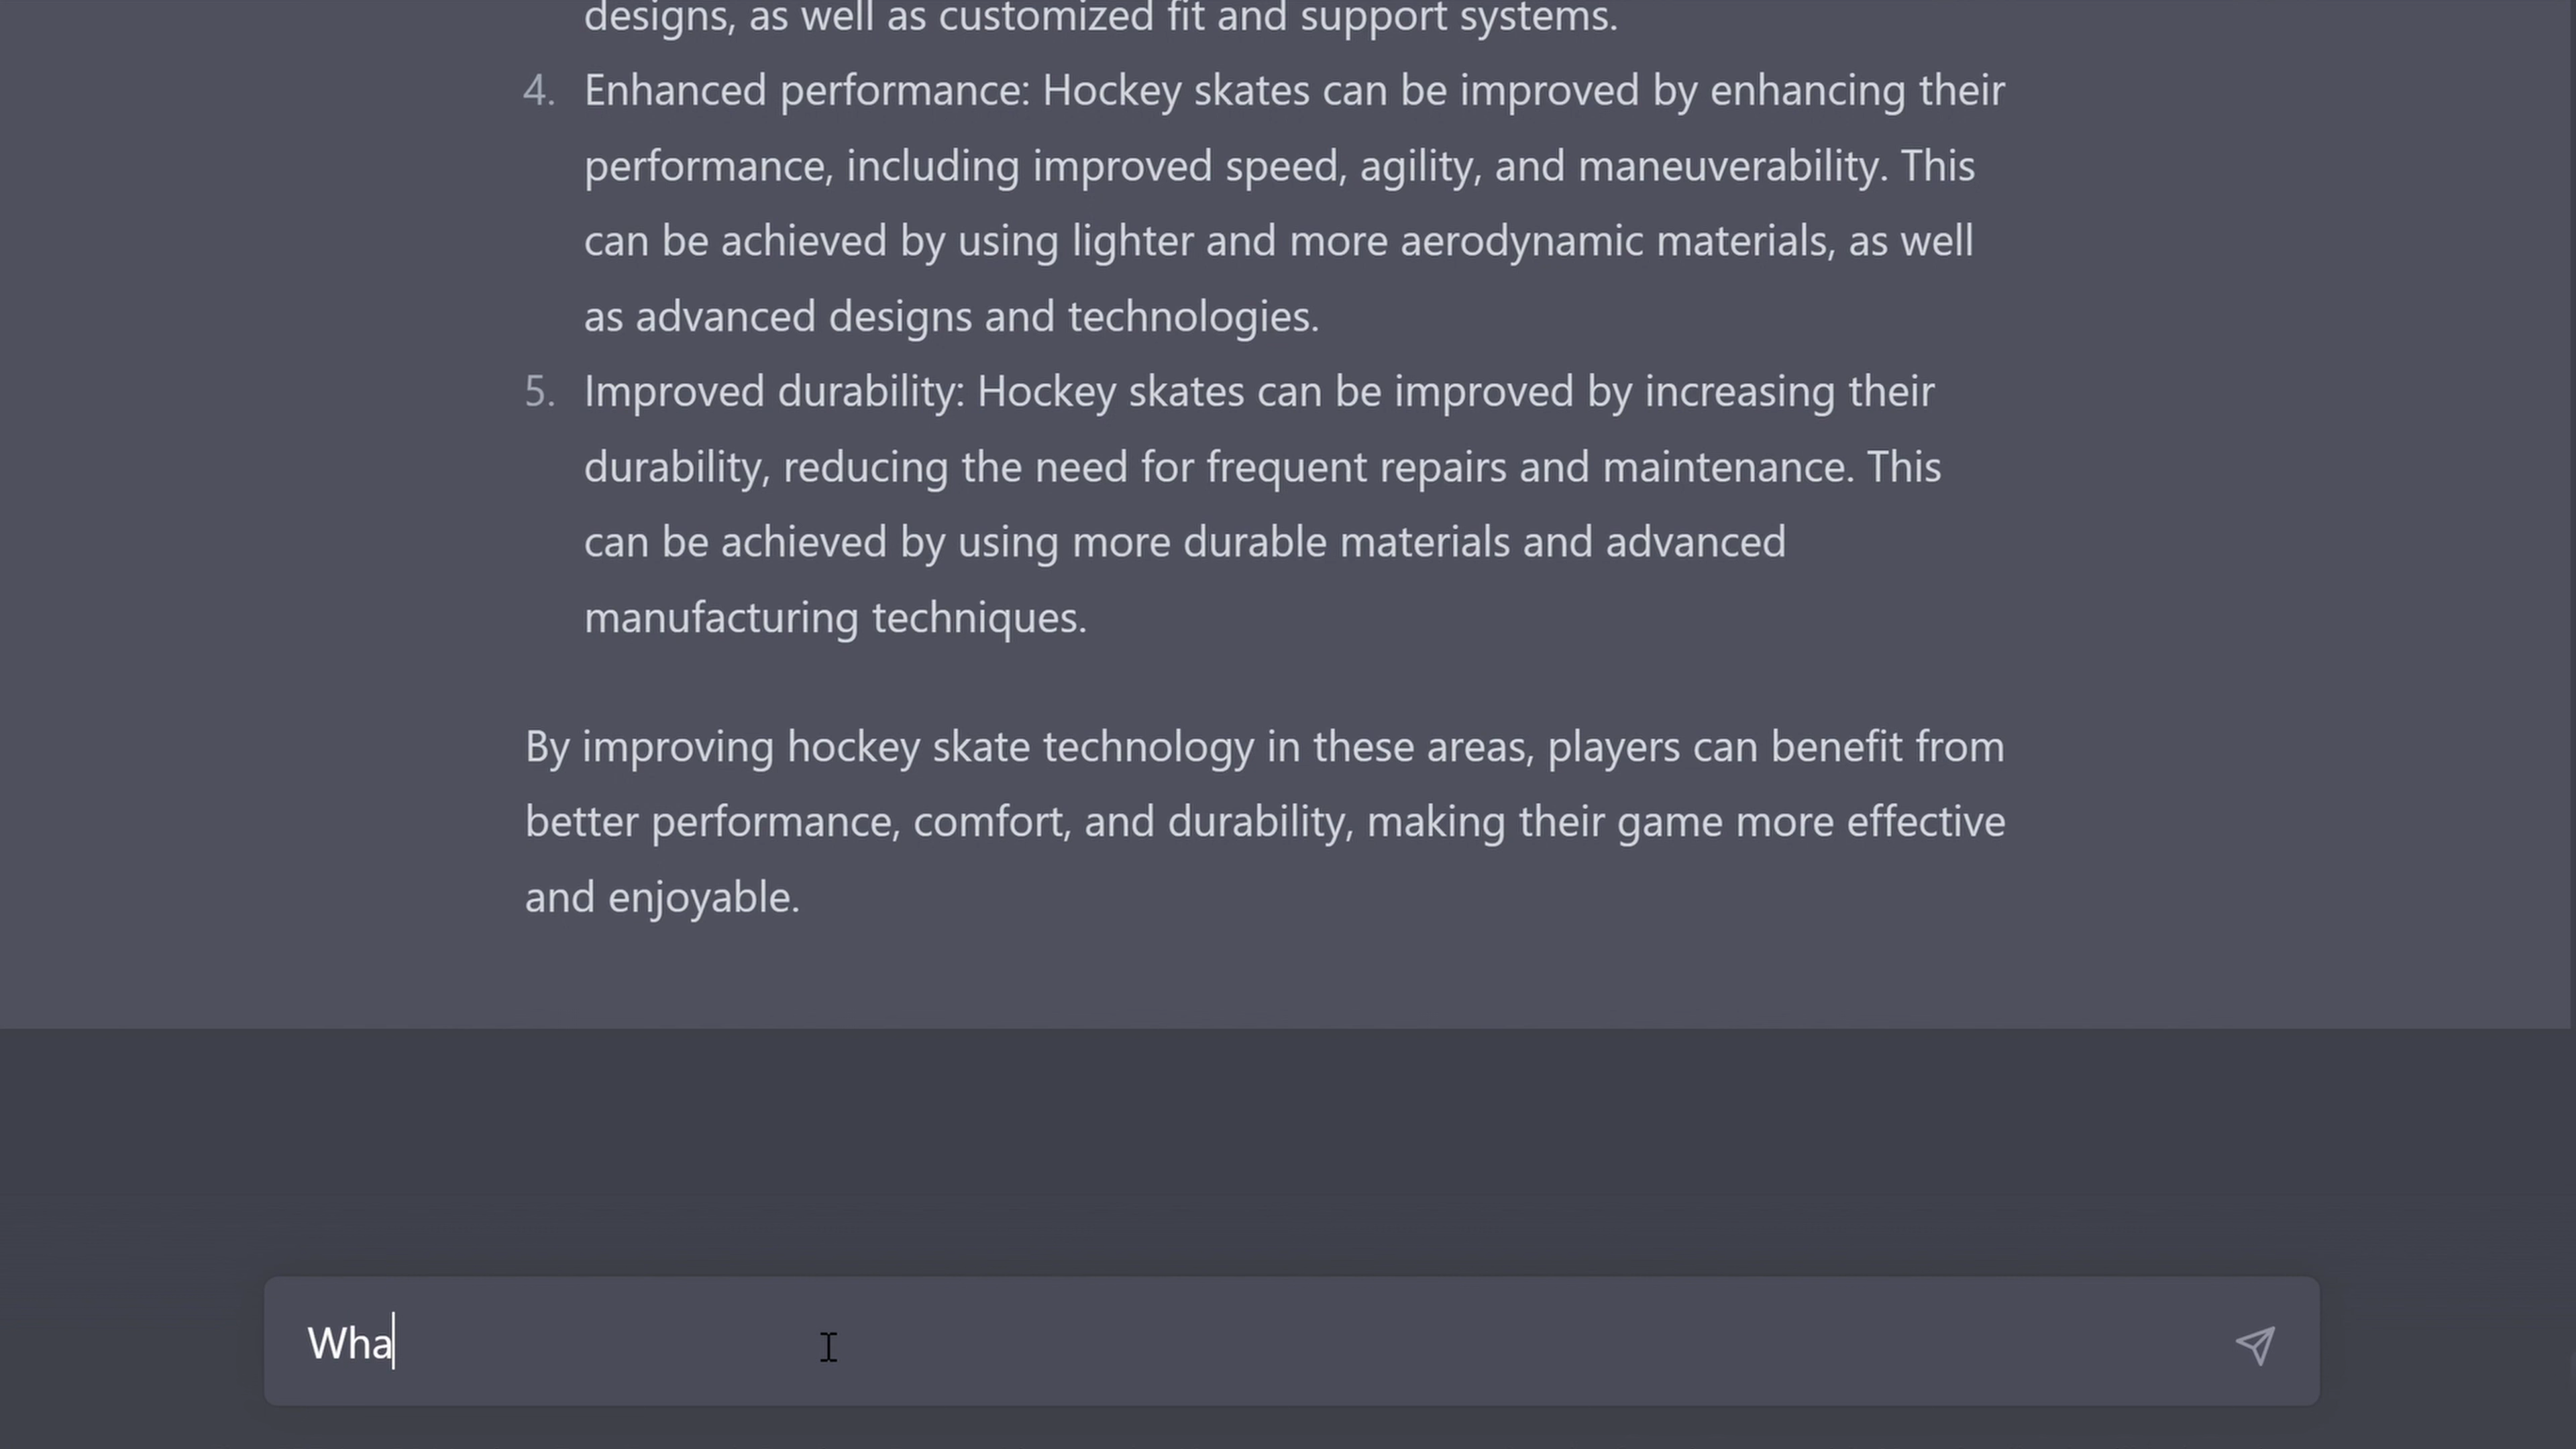 designs, as well as customized fit and support systems.
4. Enhanced performance: Hockey skates can be improved by enhancing their
performance, including improved speed, agility, and maneuverability. This
can be achieved by using lighter and more aerodynamic materials, as well
as advanced designs and technologies.
5. Improved durability: Hockey skates can be improved by increasing their
durability, reducing the need for frequent repairs and maintenance. This
can be achieved by using more durable materials and advanced
manufacturing techniques.
By improving hockey skate technology in these areas, players can benefit from
better performance, comfort, and durability, making their game more effective
and enjoyable.
Wha